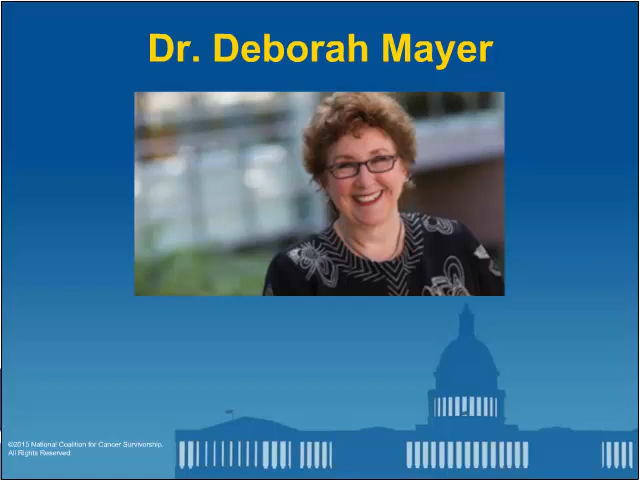 Dr. Deborah Mayer
©2015 National Coalition for Cancer Survivorship.
All Rights Reserved